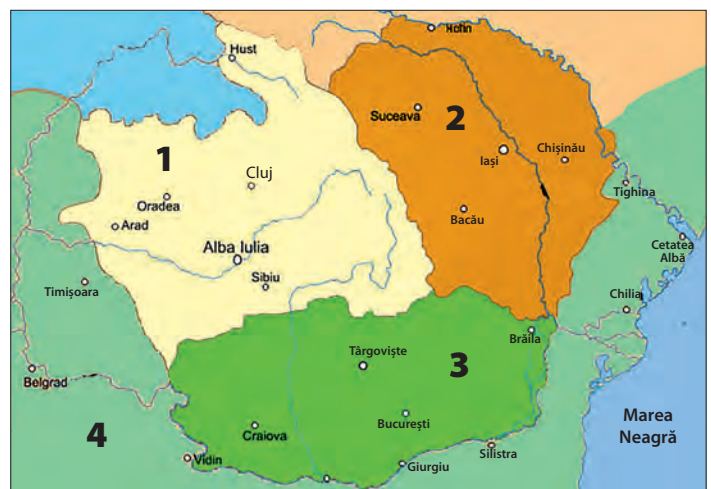 Hust
Hotin
Suceava
2
Iași
Chișinău
1
Cluj
Oradea
Arad
Bacău
Tighina
Alba Iulia
Cetatea
Albă
Sibiu
Timișoara
Chilia
Brăila
Târgoviște
3
Belgrad
București
Marea
Neagră
4
Craiova
Vidin
Giurgiu
Silistra